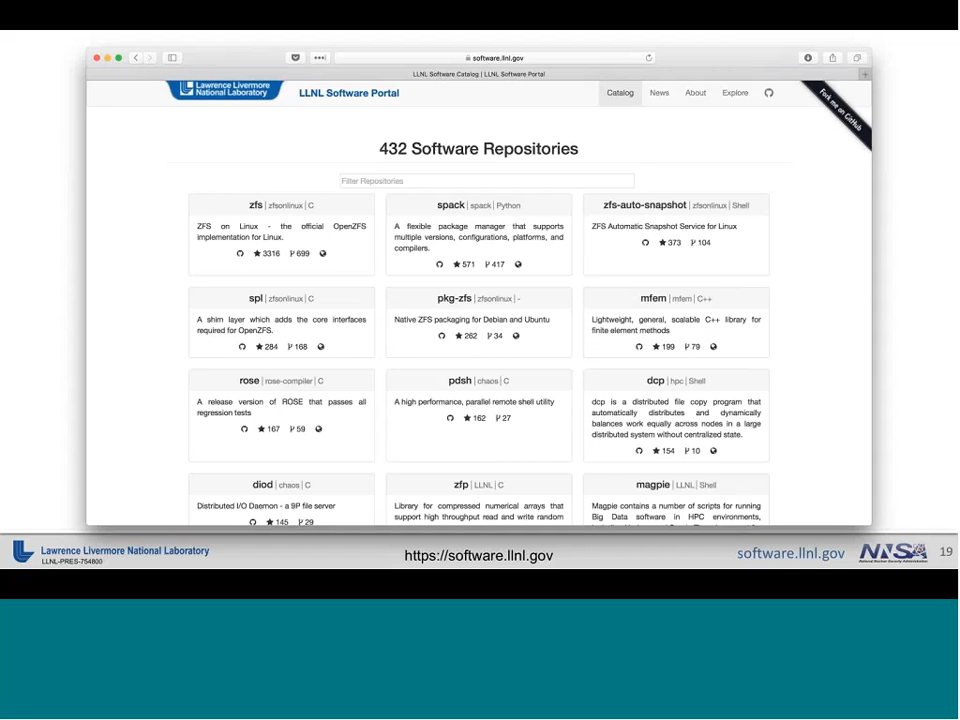 software.llnl.gov
LLNL Software Catalog | LLNL Software Portal
Lawrence Livermore
National Laboratory
LLNL Software Portal
Catalog News About Explore
Fork me on GitHub
432 Software Repositories
Filter Repositories
zfs | zfsonlinux | C
ZFS on Linux - the official OpenZFS
implementation for Linux.
3316 699
spack | spack | Python
A flexible package manager that supports
multiple versions, configurations, platforms, and
compilers.
571 417
zfs-auto-snapshot | zfsonlinux | Shell
ZFS Automatic Snapshot Service for Linux
373 104
spl | zfsonlinux | C
A shim layer which adds the core interfaces
required for OpenZFS.
284 168
pkg-zfs | zfsonlinux | -
Native ZFS packaging for Debian and Ubuntu
262 34
mfem | mfem | C++
Lightweight, general, scalable C++ library for
finite element methods
199 79
rose | rose-compiler | C
A release version of ROSE that passes all
regression tests
167 59
pdsh | chaos | C
A high performance, parallel remote shell utility
162 27
dcp | hpc | Shell
dcp is a distributed file copy program that
automatically distributes and dynamically
balances work equally across nodes in a large
distributed system without centralized state.
154 10
diod | chaos | C
Distributed I/O Daemon - a 9P file server
145 29
zfp | LLNL | C
Library for compressed numerical arrays that
support high throughput read and write random
magpie | LLNL | Shell
Magpie contains a number of scripts for running
Big Data software in HPC environments,
Lawrence Livermore National Laboratory
LLNL-PRES-754800
https://software.llnl.gov
software.llnl.gov
NNSA
National Nuclear Security Administration
19